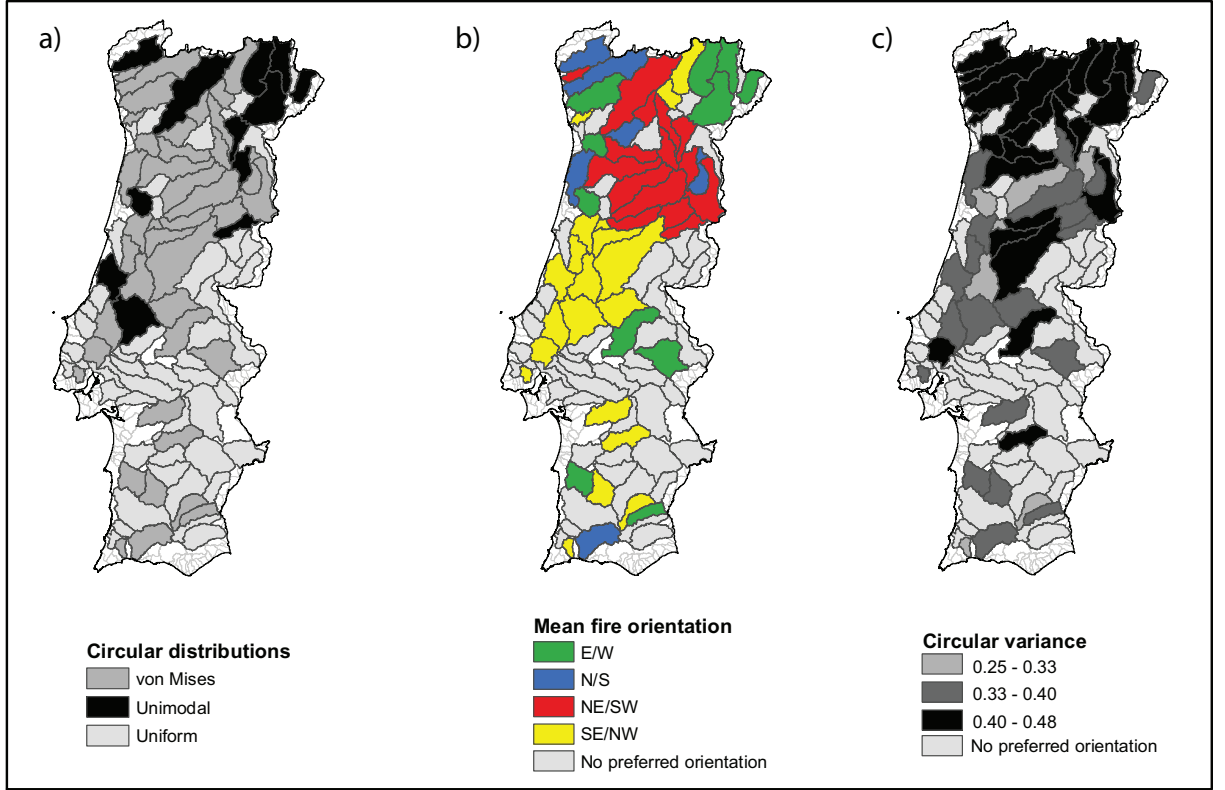 a)
b)
c)
Circular distributions
von Mises
Unimodal
Uniform
Mean fire orientation
E/W
N/S
NE/SW
SE/NW
No preferred orientation
Circular variance
0.25 - 0.33
0.33 - 0.40
0.40 - 0.48
No preferred orientation